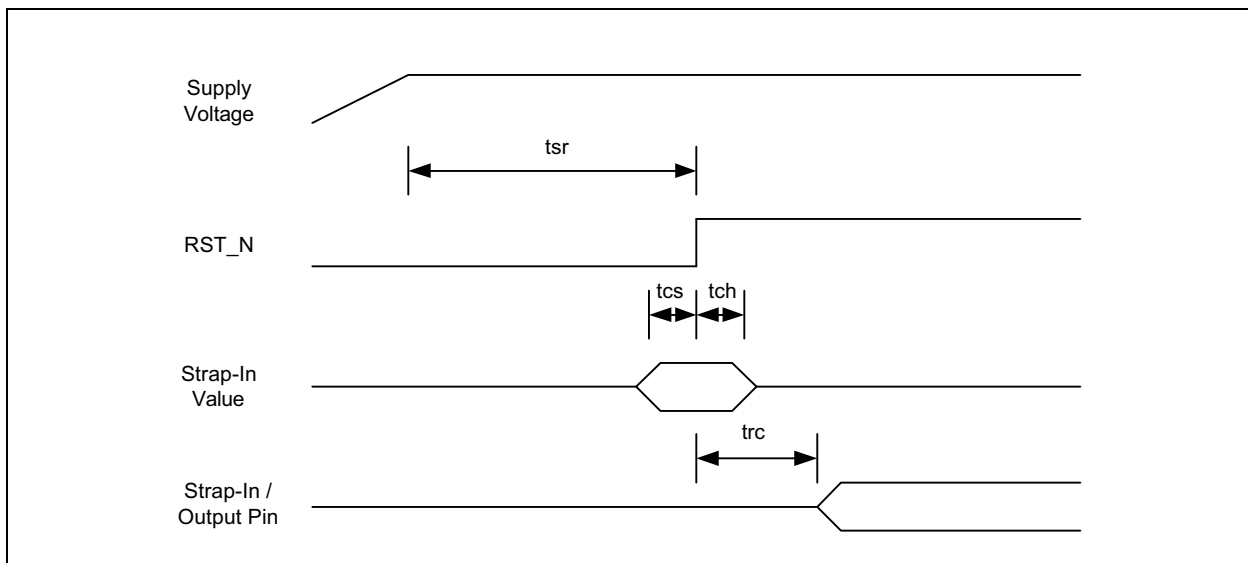 Supply
Voltage
tsr
RST_N
tcs
tch
Strap-In
Value
trc
Strap-In /
Output Pin